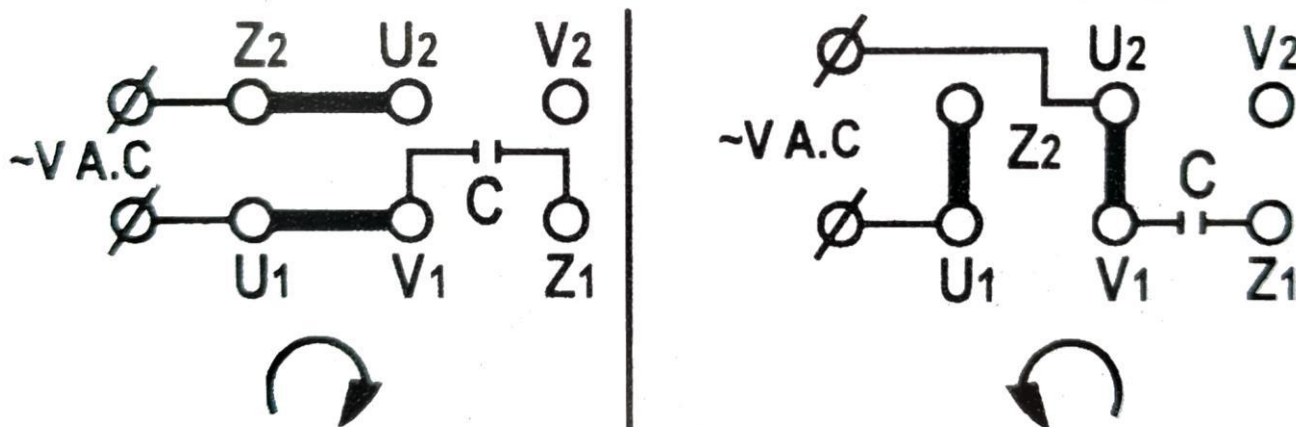 Z2 U2 V2
~V A.C
C
U1 V1 Z1
U2 V2
~V A.C Z2 C
U1 V1 Z1